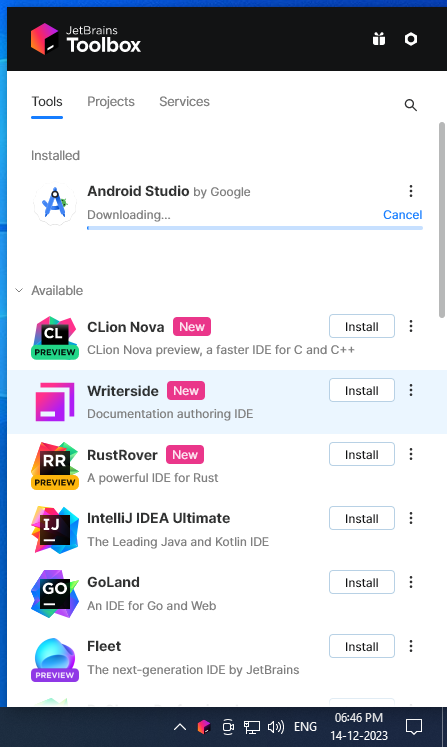 JetBrains
Toolbox
Tools Projects Services
Installed
Android Studio by Google
Downloading... Cancel
Available
CL
PREVIEW
CLion Nova New Install
CLion Nova preview, a faster IDE for C and C++
Writerside New Install
Documentation authoring IDE
RR
PREVIEW
RustRover New Install
A powerful IDE for Rust
IJ
IntelliJ IDEA Ultimate Install
The Leading Java and Kotlin IDE
GO
GoLand Install
An IDE for Go and Web
PREVIEW
Fleet Install
The next-generation IDE by JetBrains
ENG
06:46 PM
14-12-2023